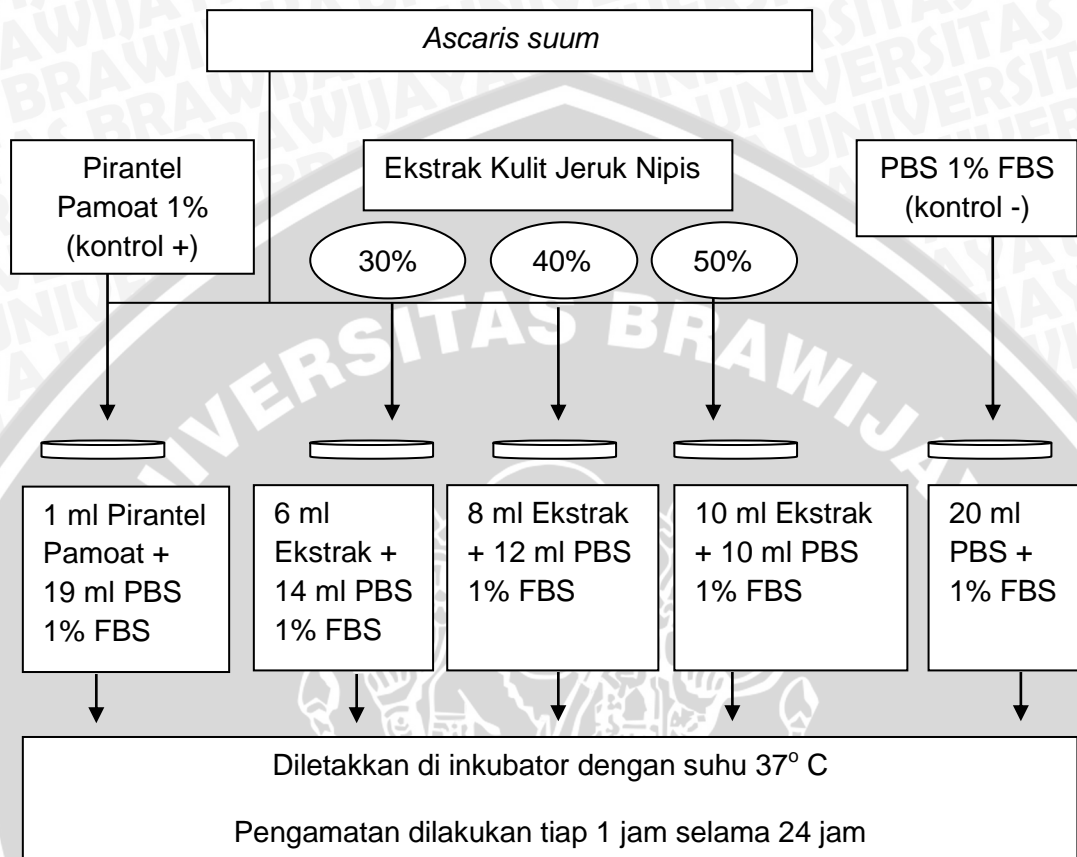 Ascaris suum
Pirantel
Pamoat 1%
(kontrol +)
Ekstrak Kulit Jeruk Nipis
PBS 1% FBS
(kontrol -)
30%
40%
50%
UNIVERSITAS BRAWIJAYA
1 ml Pirantel
Pamoat +
19 ml PBS
1% FBS
6 ml
Ekstrak +
14 ml PBS
1% FBS
8 ml Ekstrak
+ 12 ml PBS
1% FBS
10 ml Ekstrak
+ 10 ml PBS
1% FBS
20 ml
PBS +
1% FBS
Diletakkan di inkubator dengan suhu 37° C
Pengamatan dilakukan tiap 1 jam selama 24 jam